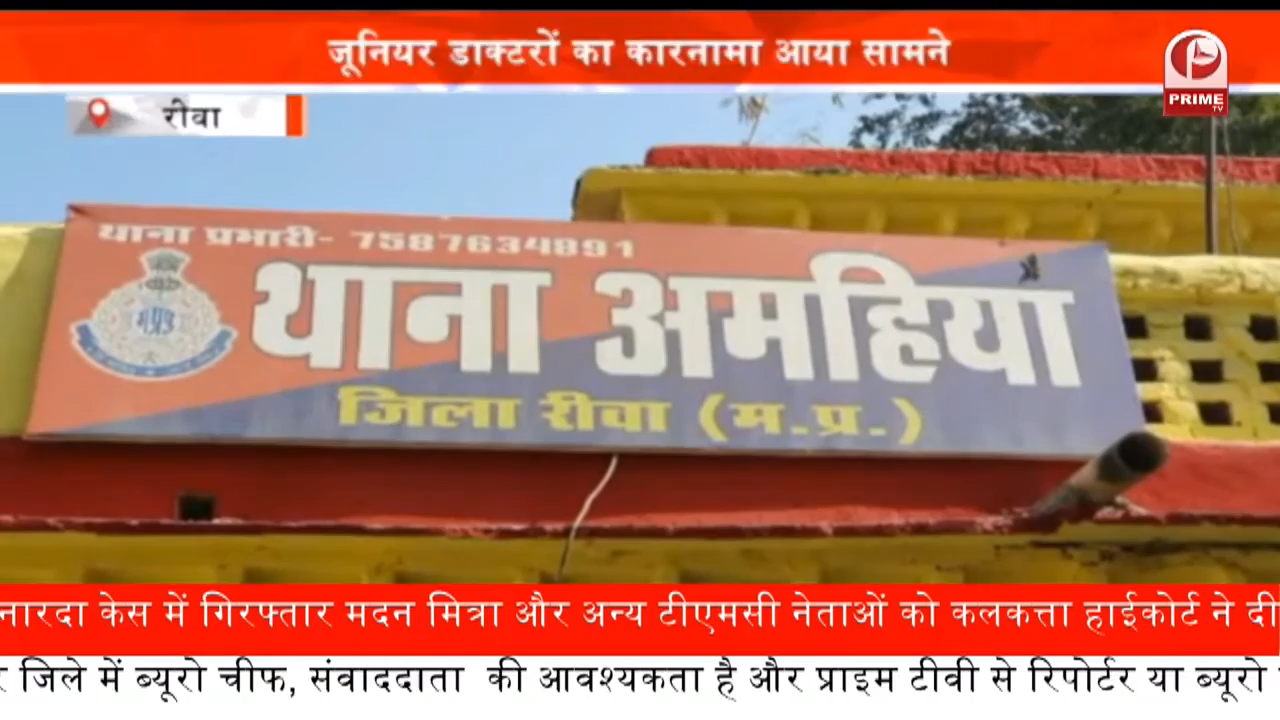 जूनियर डाक्टरों का कारनामा आया सामने
PRIME
TV
रीवा
थाना प्रभारी- 7587634891
म प्र
थाना अमहिया
जिला रीवा (म.प्र.)
नारदा केस में गिरफ्तार मदन मित्रा और अन्य टीएमसी नेताओं को कलकत्ता हाईकोर्ट ने दी
जिले में ब्यूरो चीफ, संवाददाता की आवश्यकता है और प्राइम टीवी से रिपोर्टर या ब्यूरो